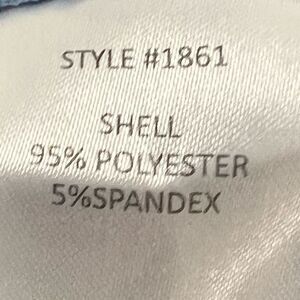 STYLE #1861
SHELL
95% POLYESTER
5%SPANDEX